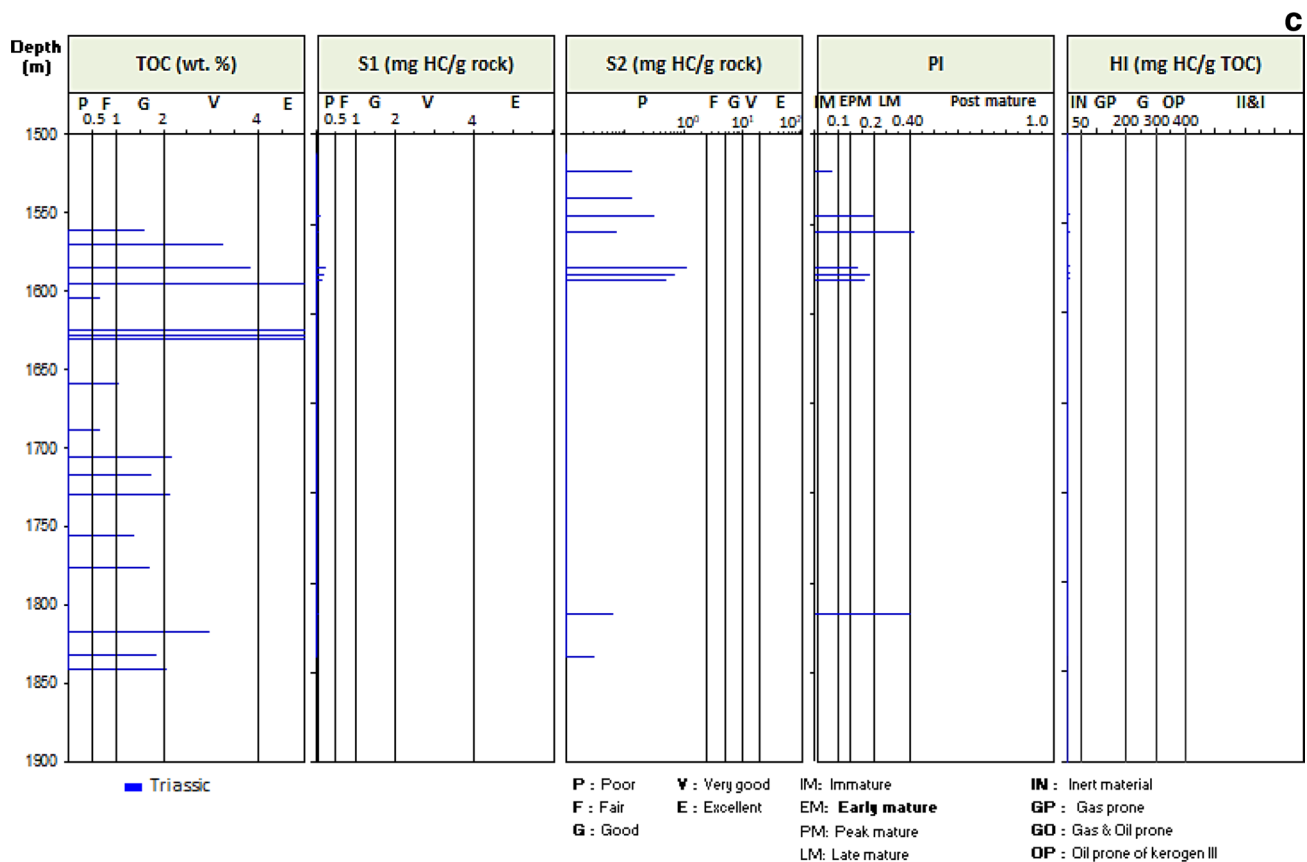 C
Depth (m)
TOC (wt. %)
S1 (mg HC/g rock)
S2 (mg HC/g rock)
PI
HI (mg HC/g TOC)
P F G V E
0.5 1 2 4
P F G V E
0.5 1 2 4
P F G V E
10⁰ 10¹ 10²
IM EPM LM Post mature
0.1 0.2 0.40 1.0
IN GP G OP II&I
50 200 300 400
1500
1550
1600
1650
1700
1750
1800
1850
1900
Triassic
P : Poor
F : Fair
G : Good
V : Very good
E : Excellent
IM: Immature
EM: Early mature
PM: Peak mature
LM: Late mature
IN : Inert material
GP : Gas prone
GO : Gas & Oil prone
OP : Oil prone of kerogen III